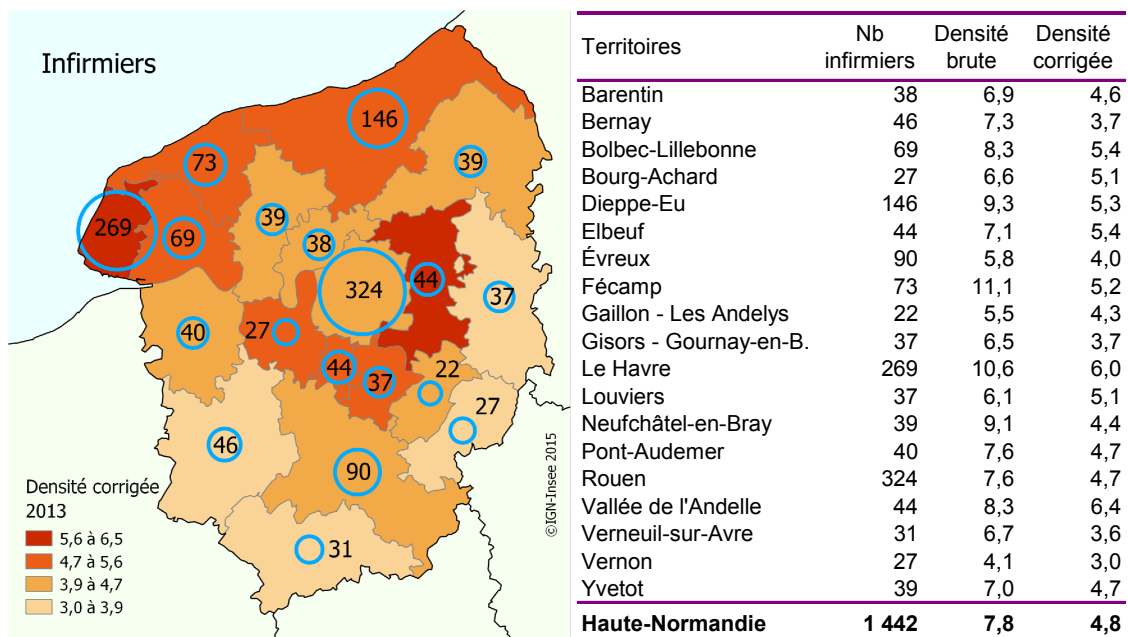 Infirmiers
146
73
39
269
69
39
38
324
44
37
40
27
44
37
22
27
46
90
31
Densité corrigée
2013
5,6 à 6,5
4,7 à 5,6
3,9 à 4,7
3,0 à 3,9
©IGN-Insee 2015
Territoires Nb infirmiers Densité brute Densité corrigée
Barentin 38 6,9 4,6
Bernay 46 7,3 3,7
Bolbec-Lillebonne 69 8,3 5,4
Bourg-Achard 27 6,6 5,1
Dieppe-Eu 146 9,3 5,3
Elbeuf 44 7,1 5,4
Évreux 90 5,8 4,0
Fécamp 73 11,1 5,2
Gaillon - Les Andelys 22 5,5 4,3
Gisors - Gournay-en-B. 37 6,5 3,7
Le Havre 269 10,6 6,0
Louviers 37 6,1 5,1
Neufchâtel-en-Bray 39 9,1 4,4
Pont-Audemer 40 7,6 4,7
Rouen 324 7,6 4,7
Vallée de l'Andelle 44 8,3 6,4
Verneuil-sur-Avre 31 6,7 3,6
Vernon 27 4,1 3,0
Yvetot 39 7,0 4,7
Haute-Normandie 1 442 7,8 4,8